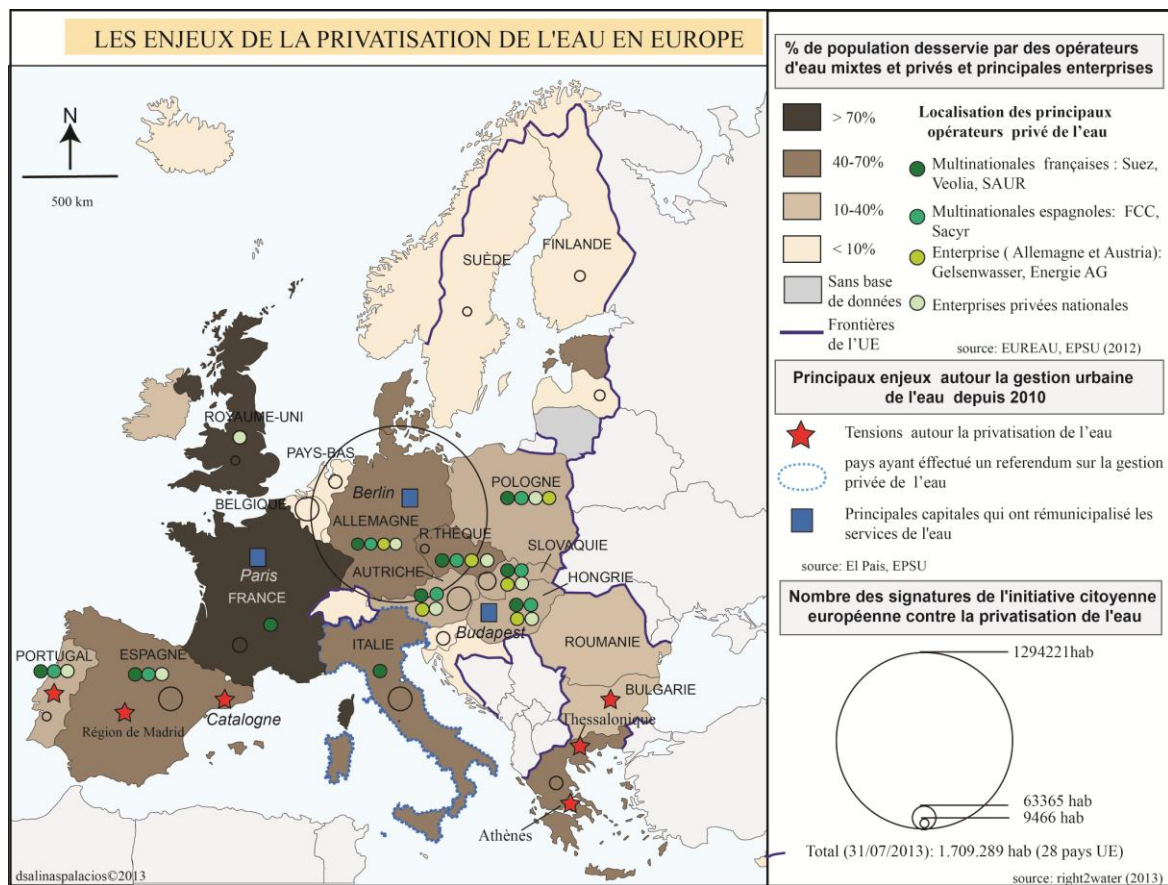 LES ENJEUX DE LA PRIVATISATION DE L'EAU EN EUROPE
N
500 km
SUÈDE
FINLANDE
ROYAUME-UNI
PAYS-BAS
BELGIQUE
Berlin
ALLEMAGNE
POLOGNE
R.THÈQUE
SLOVAQUIE
AUTRICHE
HONGRIE
Paris
FRANCE
Budapest
ITALIE
ROUMANIE
PORTUGAL
ESPAGNE
BULGARIE
Catalogne
Région de Madrid
Thessalonique
Athènes
dsalinaspalacios©2013
% de population desservie par des opérateurs
d'eau mixtes et privés et principales enterprises
> 70%
40-70%
10-40%
< 10%
Sans base
de données
Frontières
de l'UE
Localisation des principaux
opérateurs privé de l'eau
Multinationales françaises : Suez,
Veolia, SAUR
Multinationales espagnoles: FCC,
Sacyr
Enterprise ( Allemagne et Austria):
Gelsenwasser, Energie AG
Enterprises privées nationales
source: EUREAU, EPSU (2012)
Principaux enjeux autour la gestion urbaine
de l'eau depuis 2010
Tensions autour la privatisation de l'eau
pays ayant éffectué un referendum sur la gestion
privée de l'eau
Principales capitales qui ont rémunicipalisé les
services de l'eau
source: El Pais, EPSU
Nombre des signatures de l'initiative citoyenne
européenne contre la privatisation de l'eau
1294221hab
63365 hab
9466 hab
Total (31/07/2013): 1.709.289 hab (28 pays UE)
source: right2water (2013)